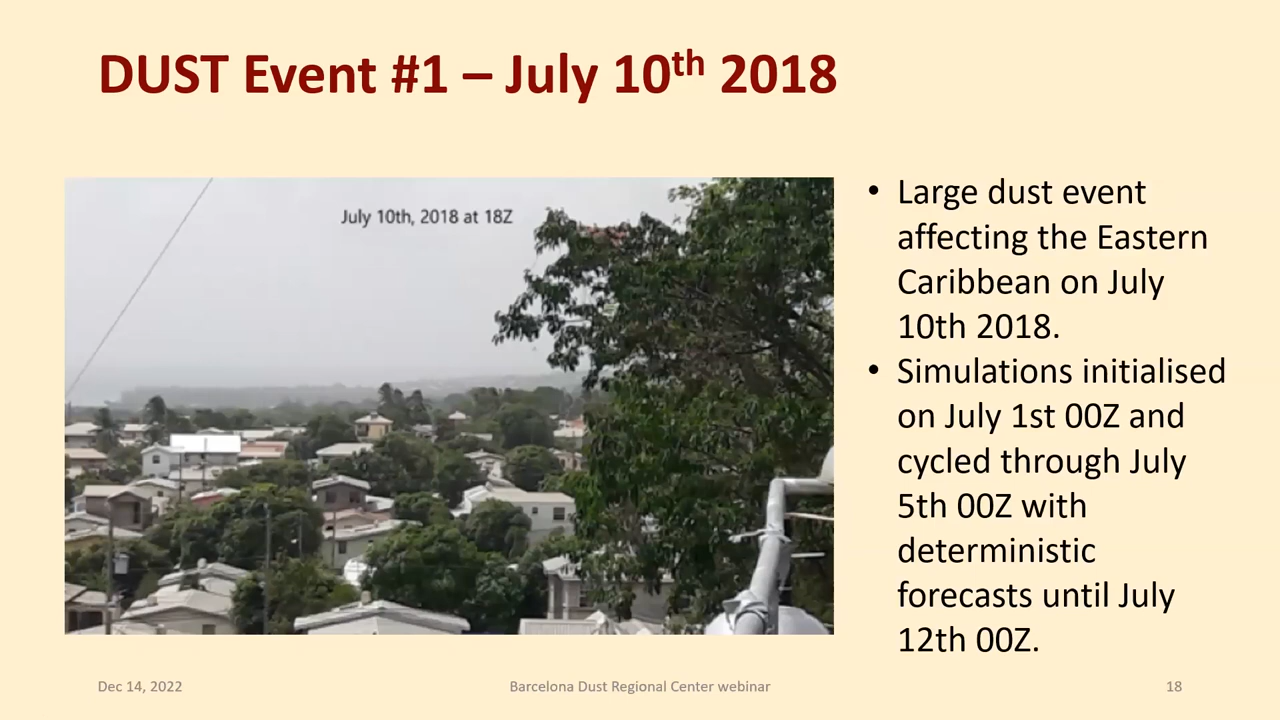 DUST Event #1 – July 10th 2018
July 10th, 2018 at 18Z
• Large dust event
affecting the Eastern
Caribbean on July
10th 2018.
• Simulations initialised
on July 1st 00Z and
cycled through July
5th 00Z with
deterministic
forecasts until July
12th 00Z.
Dec 14, 2022
Barcelona Dust Regional Center webinar
18